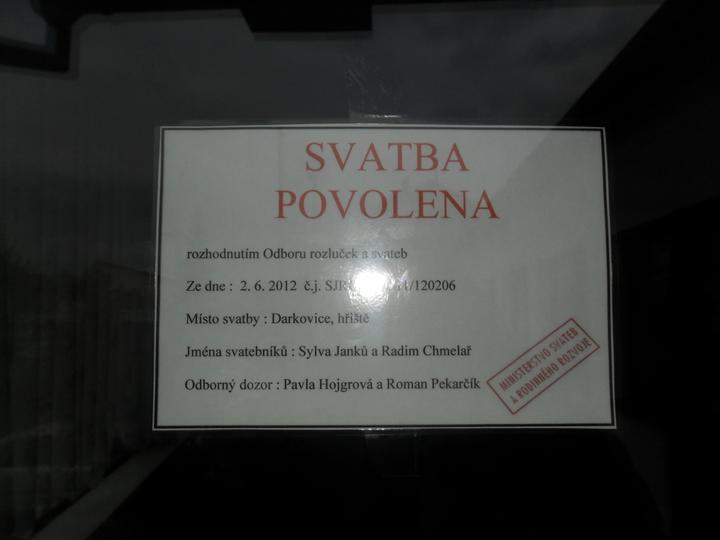 SVATBA
POVOLENA
rozhodnutím Odboru rozluček a svateb
Ze dne : 2. 6. 2012 č.j. /120206
Místo svatby : Darkovice, hřiště
Jména svatebníků : Sylva Janků a Radim Chmelař
Odborný dozor : Pavla Hojgrová a Roman Pekarčík
MINISTERSTVO SVATEB
A RODINNÉHO ROZVOJE